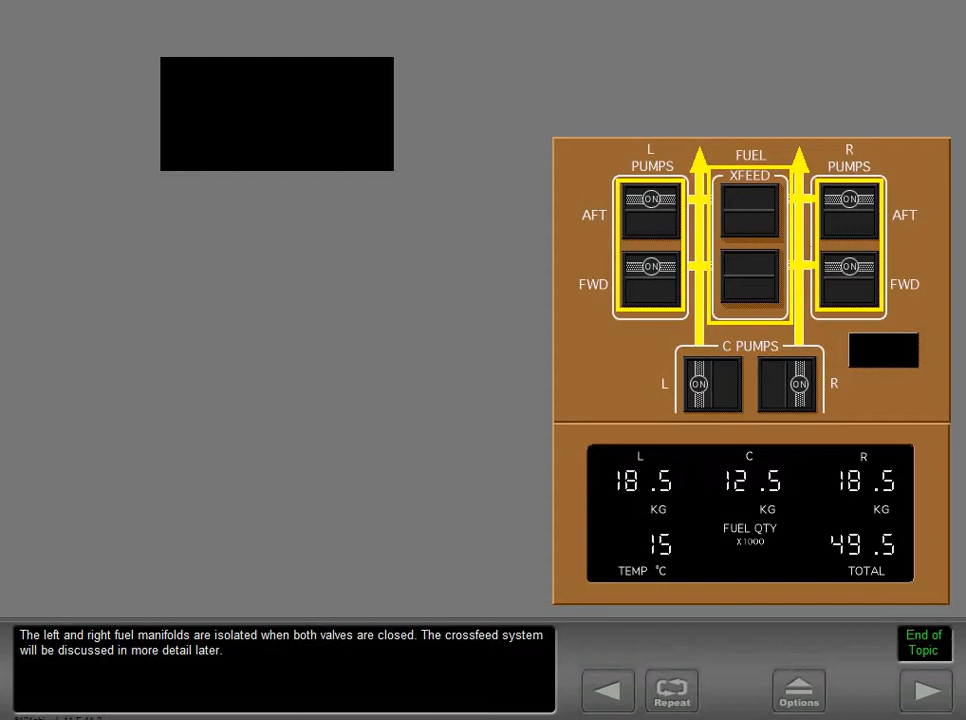 L
PUMPS
FUEL
XFEED
R
PUMPS
ON
ON
AFT
AFT
ON
ON
FWD
FWD
C PUMPS
L
ON
ON
R
L
C
R
18.5
12.5
18.5
KG
KG
KG
FUEL QTY
X1000
15
49.5
TEMP °C
TOTAL
The left and right fuel manifolds are isolated when both valves are closed. The crossfeed system
will be discussed in more detail later.
End of
Topic
Repeat
Options